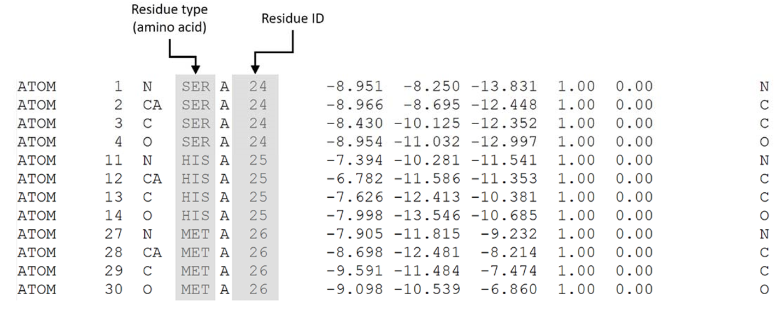 Residue type
(amino acid)
Residue ID
ATOM 1 N SER A 24 -8.951 -8.250 -13.831 1.00 0.00 N
ATOM 2 CA SER A 24 -8.966 -8.695 -12.448 1.00 0.00 C
ATOM 3 C SER A 24 -8.430 -10.125 -12.352 1.00 0.00 C
ATOM 4 O SER A 24 -8.954 -11.032 -12.997 1.00 0.00 O
ATOM 11 N HIS A 25 -7.394 -10.281 -11.541 1.00 0.00 N
ATOM 12 CA HIS A 25 -6.782 -11.586 -11.353 1.00 0.00 C
ATOM 13 C HIS A 25 -7.626 -12.413 -10.381 1.00 0.00 C
ATOM 14 O HIS A 25 -7.998 -13.546 -10.685 1.00 0.00 O
ATOM 27 N MET A 26 -7.905 -11.815 -9.232 1.00 0.00 N
ATOM 28 CA MET A 26 -8.698 -12.481 -8.214 1.00 0.00 C
ATOM 29 C MET A 26 -9.591 -11.484 -7.474 1.00 0.00 C
ATOM 30 O MET A 26 -9.098 -10.539 -6.860 1.00 0.00 O